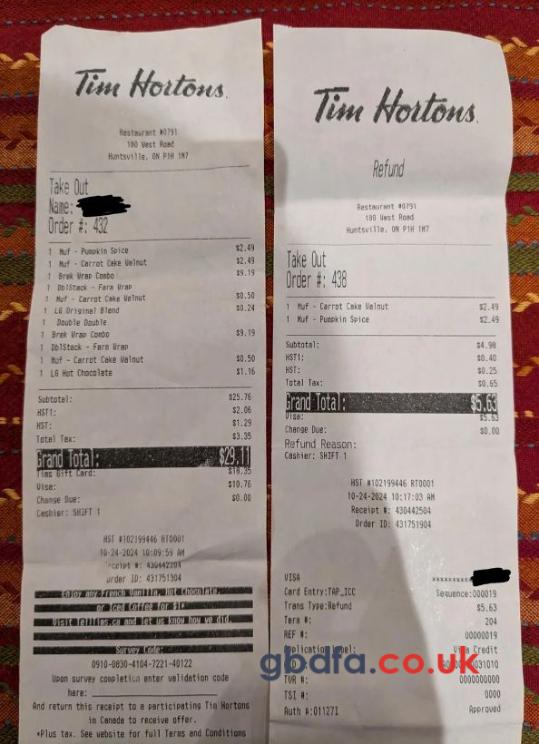 Tim Hortons.
Restaurant #0791
180 West Road
Huntsville, ON P1H 1M7
Take Out
Name:
Order #: 432
1 Muf - Pumpkin Spice $2.49
1 Muf - Carrot Cake Walnut $2.49
1 Brek Wrap Combo $9.19
1 DblStack - Farm Wrap
1 Muf - Carrot Cake Walnut $0.50
1 LG Original Blend $0.24
1 Double Double
1 Brek Wrap Combo $9.19
1 DblStack - Farm Wrap
1 Muf - Carrot Cake Walnut $0.50
1 LG Hot Chocolate $1.16
Subtotal: $25.76
HST1: $2.06
HST: $1.29
Total Tax: $3.35
Grand Total: $29.11
Tims Gift Card: $18.35
Visa: $10.76
Change Due: $0.00
Cashier: SHIFT 1
HST #102199446 RT0001
10-24-2024 10:09:59 AM
Order ID: 431751904
Enjoy any French Vanilla, Hot Chocolate,
or Iced Coffee for $1*
Visit TellTims.ca and let us know how we did.
Survey Code:
0910-0830-4104-7221-40122
Upon survey completion enter validation code
here:
And return this receipt to a participating Tim Hortons
in Canada to receive offer.
*Plus tax. See website for full Terms and Conditions
Tim Hortons.
Refund
Restaurant #0791
180 West Road
Huntsville, ON P1H 1M7
Take Out
Order #: 438
1 Muf - Carrot Cake Walnut $2.49
1 Muf - Pumpkin Spice $2.49
Subtotal: $4.98
HST1: $0.40
HST: $0.25
Total Tax: $0.65
Grand Total: $5.63
Visa: $5.63
Change Due: $0.00
Refund Reason:
Cashier: SHIFT 1
HST #102199446 RT0001
10-24-2024 10:17:03 AM
Receipt #: 430442504
Order ID: 431751904
VISA
Card Entry:TAP_ICC Sequence:000019
Trans Type:Refund $5.63
Term #: 204
REF #: 00000019
Visa Credit
TVR #: 0000000000
TSI #: 0000
Auth #:01127I Approved
gbdfa.co.uk